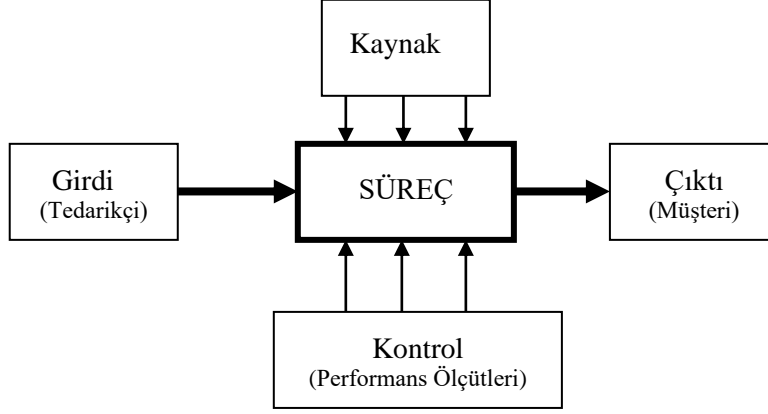 Kaynak
Girdi
(Tedarikçi)
SÜREÇ
Çıktı
(Müşteri)
Kontrol
(Performans Ölçütleri)